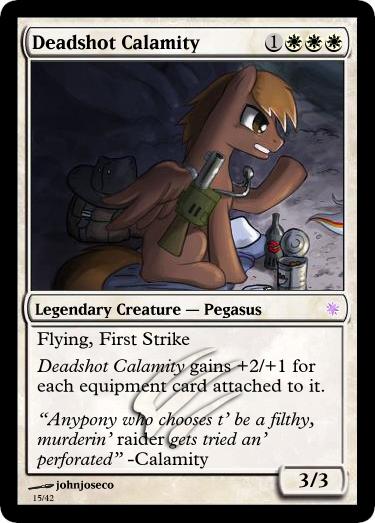 Deadshot Calamity 1
Legendary Creature — Pegasus
Flying, First Strike
Deadshot Calamity gains +2/+1 for
each equipment card attached to it.
“Anypony who chooses t’ be a filthy,
murderin’ raider gets tried an’
perforated” -Calamity
3/3
johnjoseco
15/42